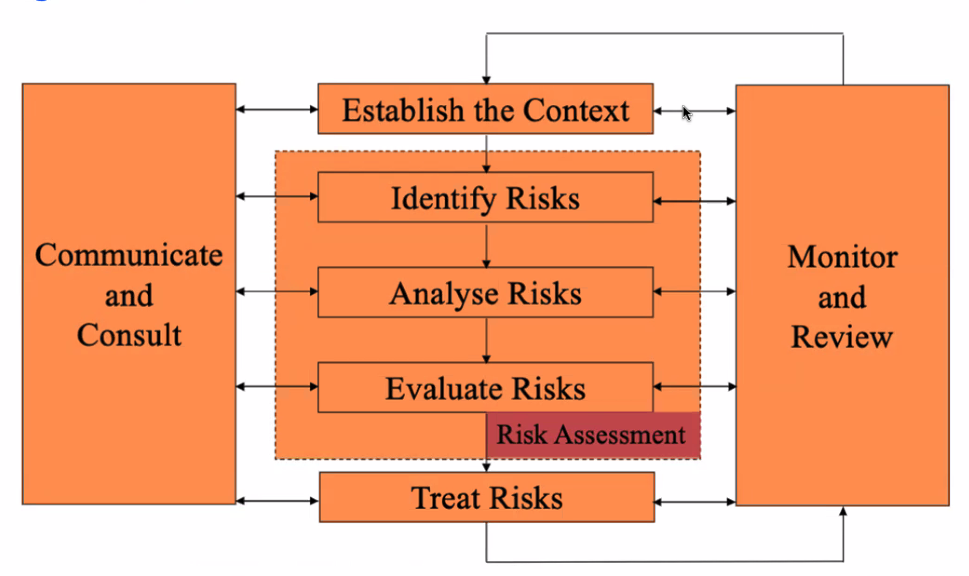 Establish the Context
Identify Risks
Communicate
and
Consult
Analyse Risks
Monitor
and
Review
Evaluate Risks
Risk Assessment
Treat Risks